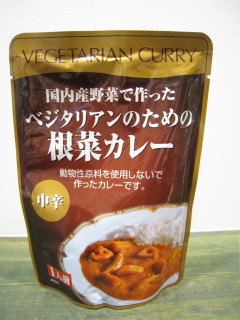 VEGETARIAN CURRY
国内産野菜で作った
ベジタリアンのための
根菜カレー
動物性原料を使用しないで
作ったカレーです。
中辛
1人前